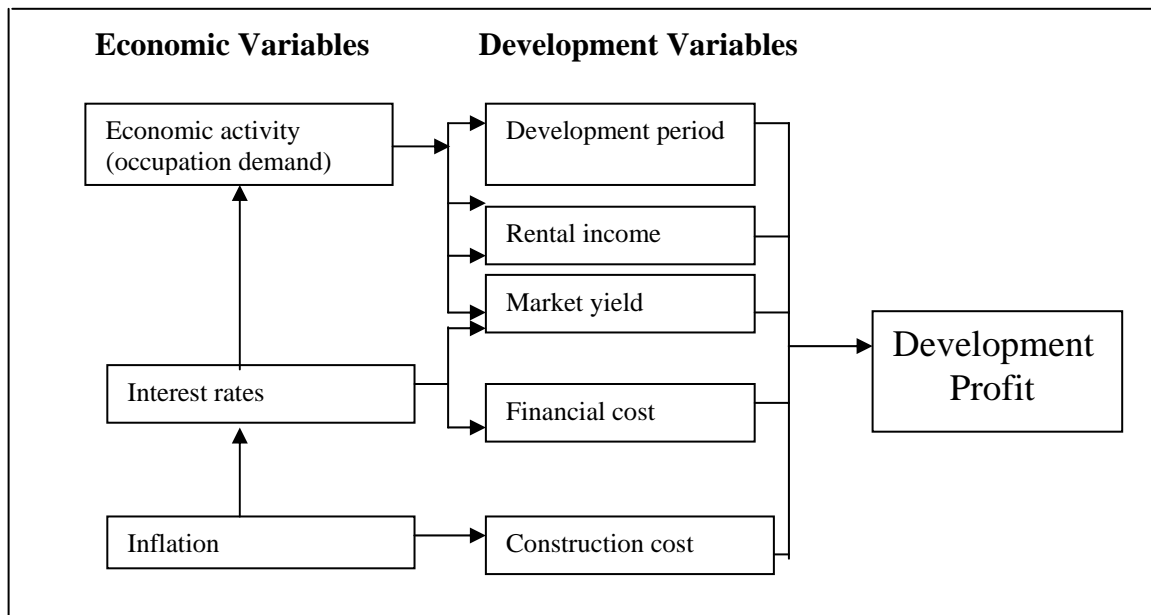 Economic Variables
Development Variables
Economic activity
(occupation demand)
Development period
Rental income
Market yield
Interest rates
Financial cost
Inflation
Construction cost
Development
Profit